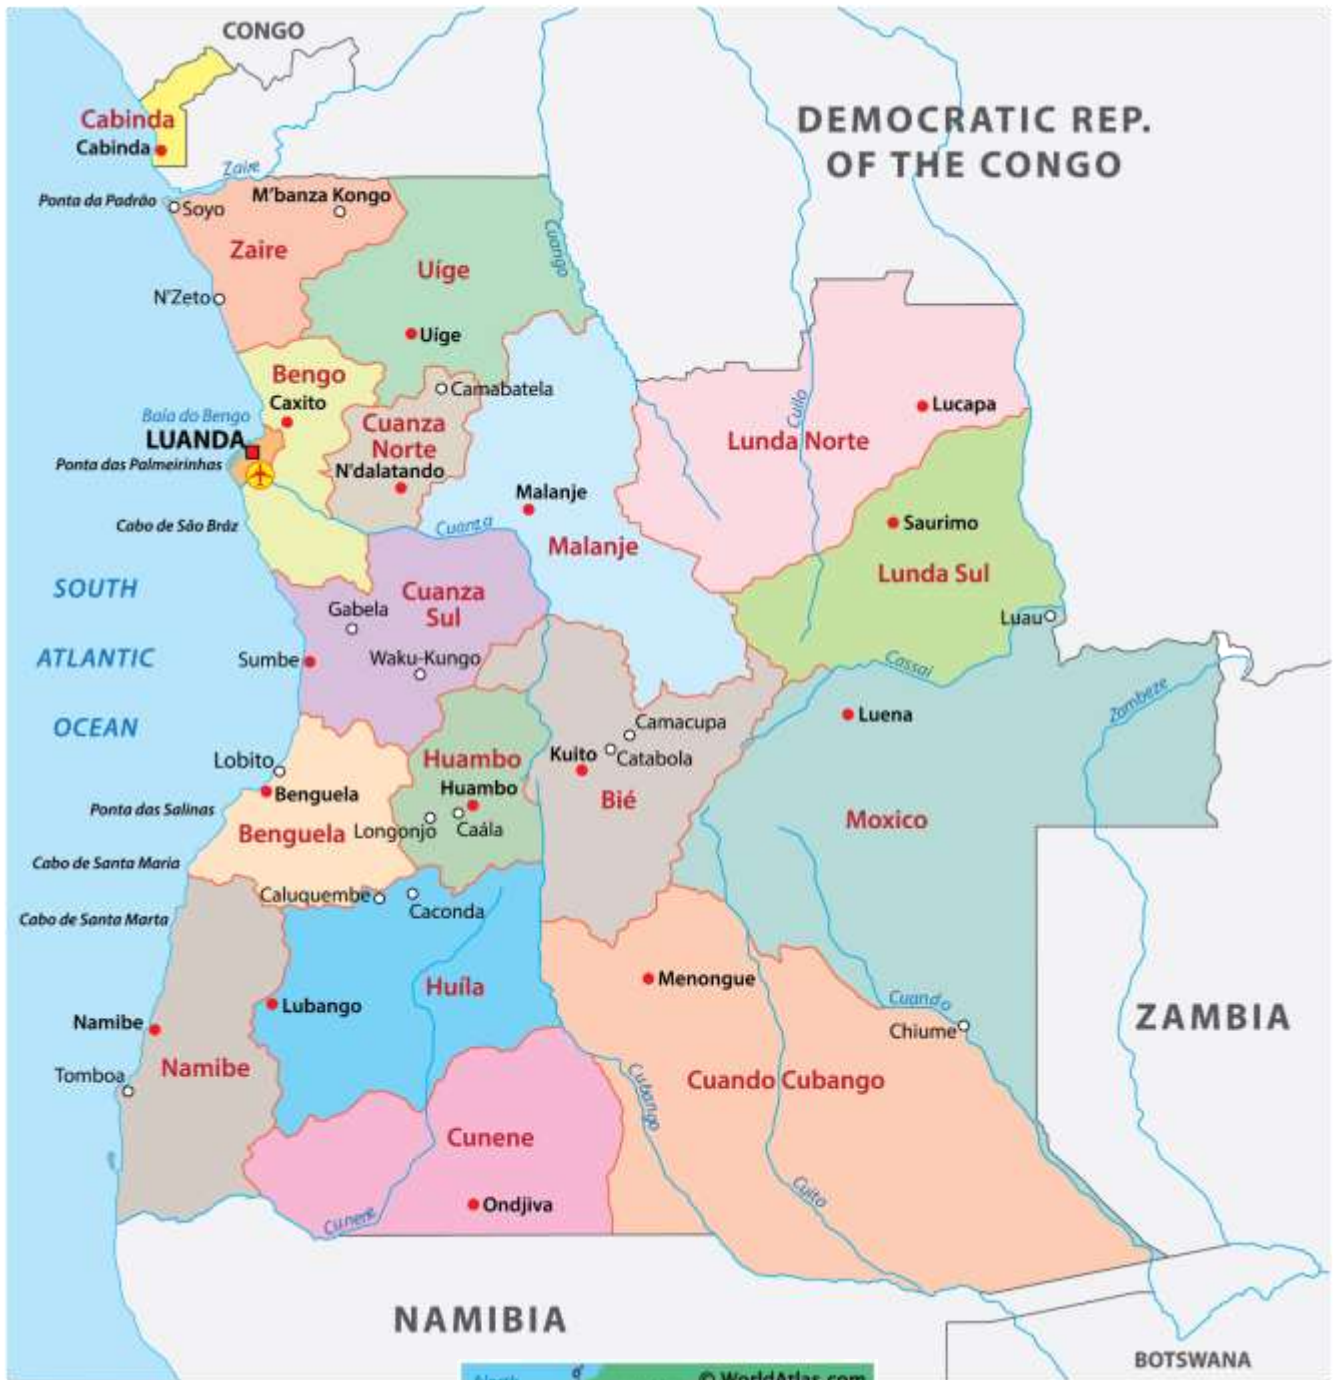 CONGO
DEMOCRATIC REP.
OF THE CONGO
Cabinda
Cabinda
Zaire
Ponta da Padrão
Soyo
M'banza Kongo
Zaire
Uíge
Cuango
N'Zeto
Uíge
Bengo
Caxito
Camabatela
Cuilo
Lucapa
Baía do Bengo
LUANDA
Cuanza
Norte
Lunda Norte
Ponta das Palmeirinhas
N'dalatando
Malanje
Cabo de São Bráz
Cuanza
Malanje
Saurimo
Lunda Sul
SOUTH
ATLANTIC
OCEAN
Cuanza
Sul
Gabela
Luau
Sumbe
Waku-Kungo
Cassai
Zambeze
Luena
Camacupa
Kuito
Catabola
Lobito
Huambo
Benguela
Huambo
Bié
Ponta das Salinas
Benguela
Longonjo
Caála
Moxico
Cabo de Santa Maria
Caluquembe
Caconda
Cabo de Santa Marta
Menongue
Huíla
Lubango
Cuando
Chiume
ZAMBIA
Namibe
Namibe
Tomboa
Cubango
Cuando Cubango
Cunene
Cuito
Ondjiva
Cunene
NAMIBIA
BOTSWANA
North
© WorldAtlas.com